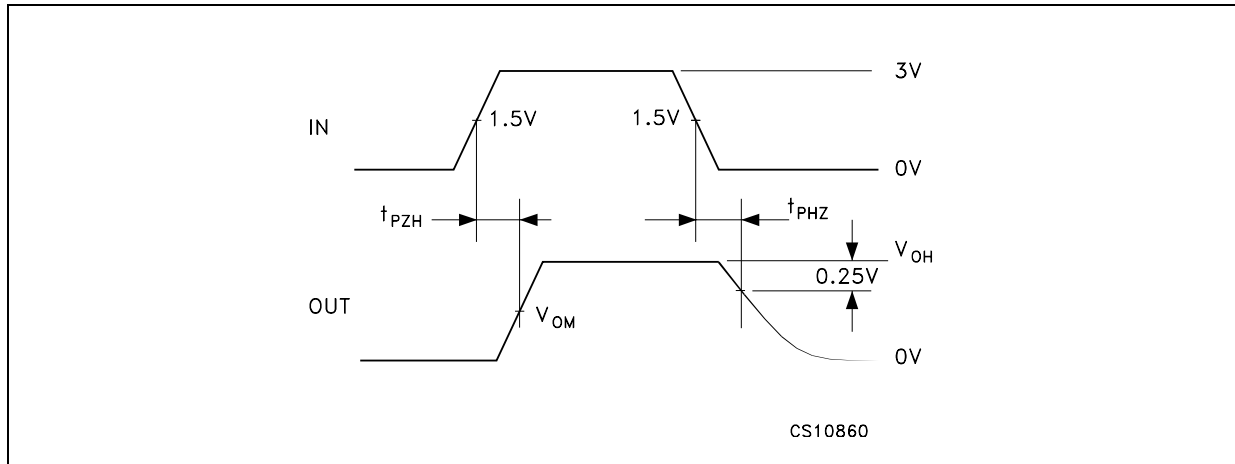 3V
1.5V 1.5V
IN
0V
tPZH tPHZ
VOH
0.25V
OUT VOM
0V
CS10860